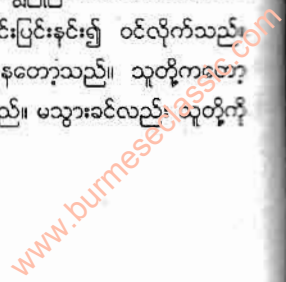 းပြင်းနင်း၍ ဝင်လိုက်သည်။
နေတော့သည်။ သူတို့ကတော့
သည်။ မသွားခင်လည်း သူတို့ကို
www.burmeseclassic.com